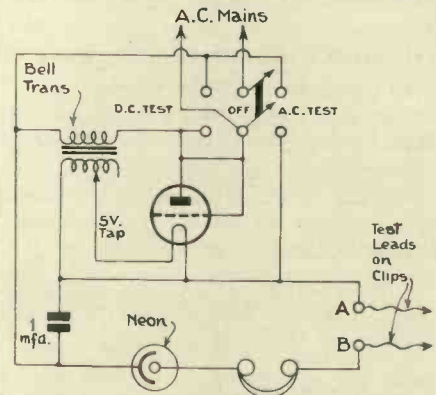 A.C. Mains
Bell
Trans
D.C. TEST
OFF
A.C. TEST
5V.
Tap
Test
Leads
on
Clips
A
B
1
mfd.
Neon